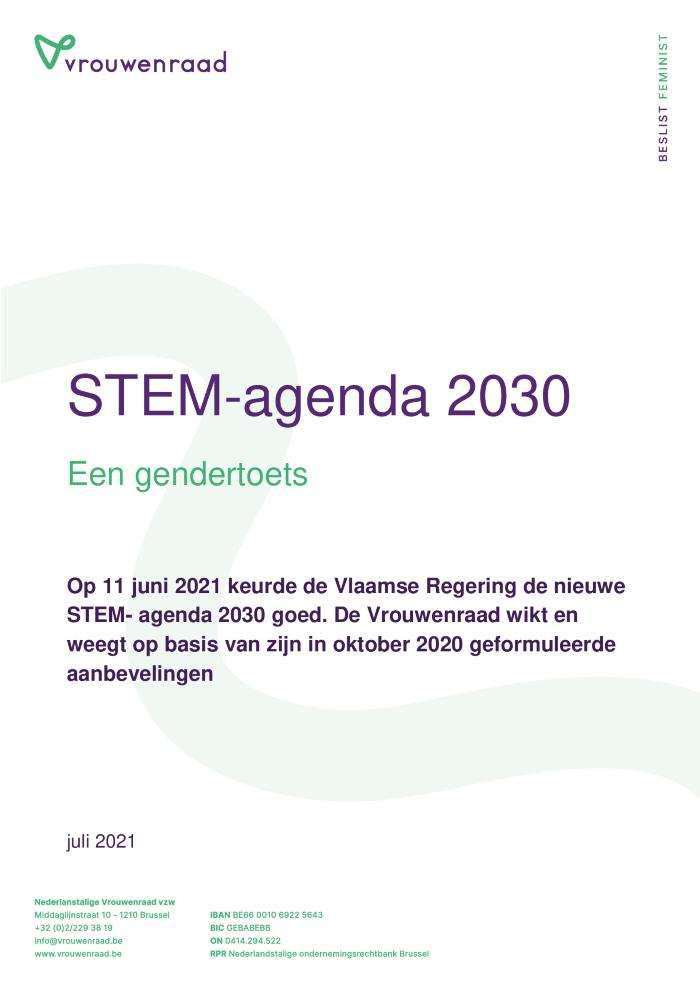 vrouwenraad
BESLIST FEMINIST
STEM-agenda 2030
Een gendertoets
Op 11 juni 2021 keurde de Vlaamse Regering de nieuwe
STEM- agenda 2030 goed. De Vrouwenraad wikt en
weegt op basis van zijn in oktober 2020 geformuleerde
aanbevelingen
juli 2021
Nederlanstalige Vrouwenraad vzw
Middaglijnstraat 10 - 1210 Brussel
+32 (0)2/229 38 19
info@vrouwenraad.be
www.vrouwenraad.be
IBAN BE66 0010 6922 5643
BIC GEBABEBB
ON 0414.294.522
RPR Nederlandstalige ondernemingsrechtbank Brussel